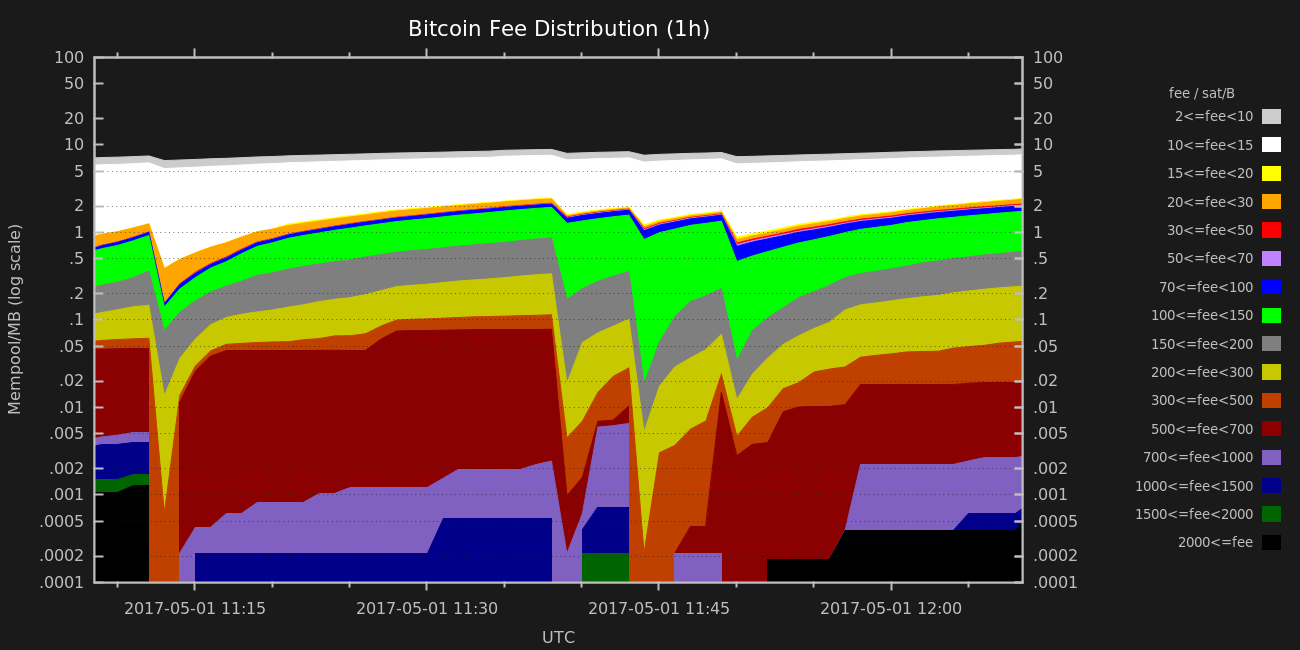 Bitcoin Fee Distribution (1h)
100
50
20
10
5
2
1
.5
.2
.1
.05
.02
.01
.005
.002
.001
.0005
.0002
.0001
Mempool/MB (log scale)
100
50
20
10
5
2
1
.5
.2
.1
.05
.02
.01
.005
.002
.001
.0005
.0002
.0001
2017-05-01 11:15
2017-05-01 11:30
2017-05-01 11:45
2017-05-01 12:00
UTC
fee / sat/B
2<=fee<10
10<=fee<15
15<=fee<20
20<=fee<30
30<=fee<50
50<=fee<70
70<=fee<100
100<=fee<150
150<=fee<200
200<=fee<300
300<=fee<500
500<=fee<700
700<=fee<1000
1000<=fee<1500
1500<=fee<2000
2000<=fee